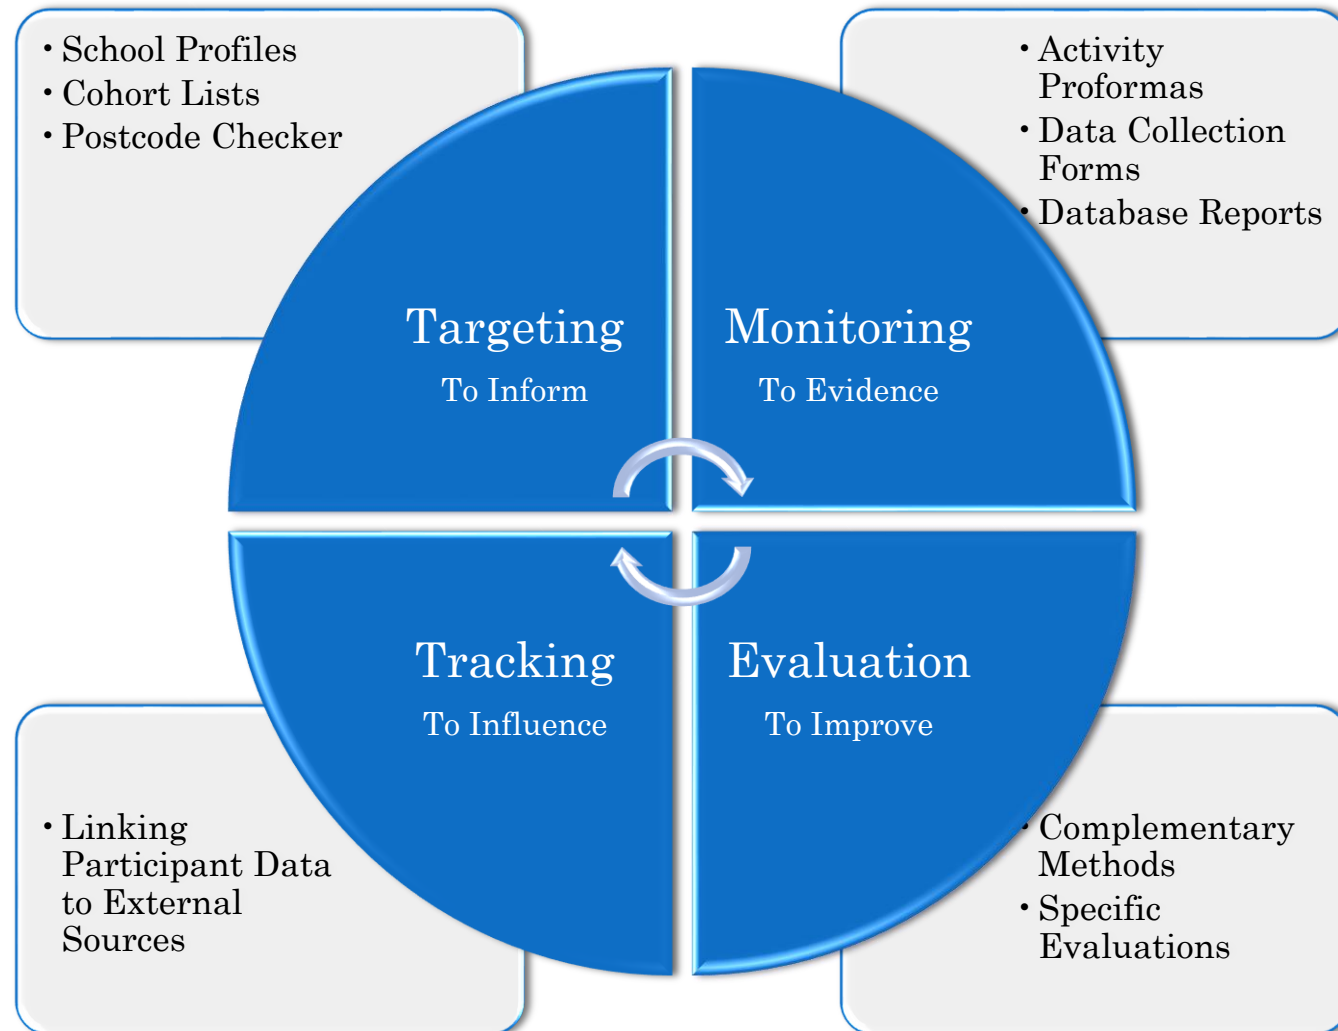 • School Profiles
• Cohort Lists
• Postcode Checker
• Activity
Proformas
• Data Collection
Forms
• Database Reports
Targeting
To Inform
Monitoring
To Evidence
Tracking
To Influence
Evaluation
To Improve
• Linking
Participant Data
to External
Sources
• Complementary
Methods
• Specific
Evaluations